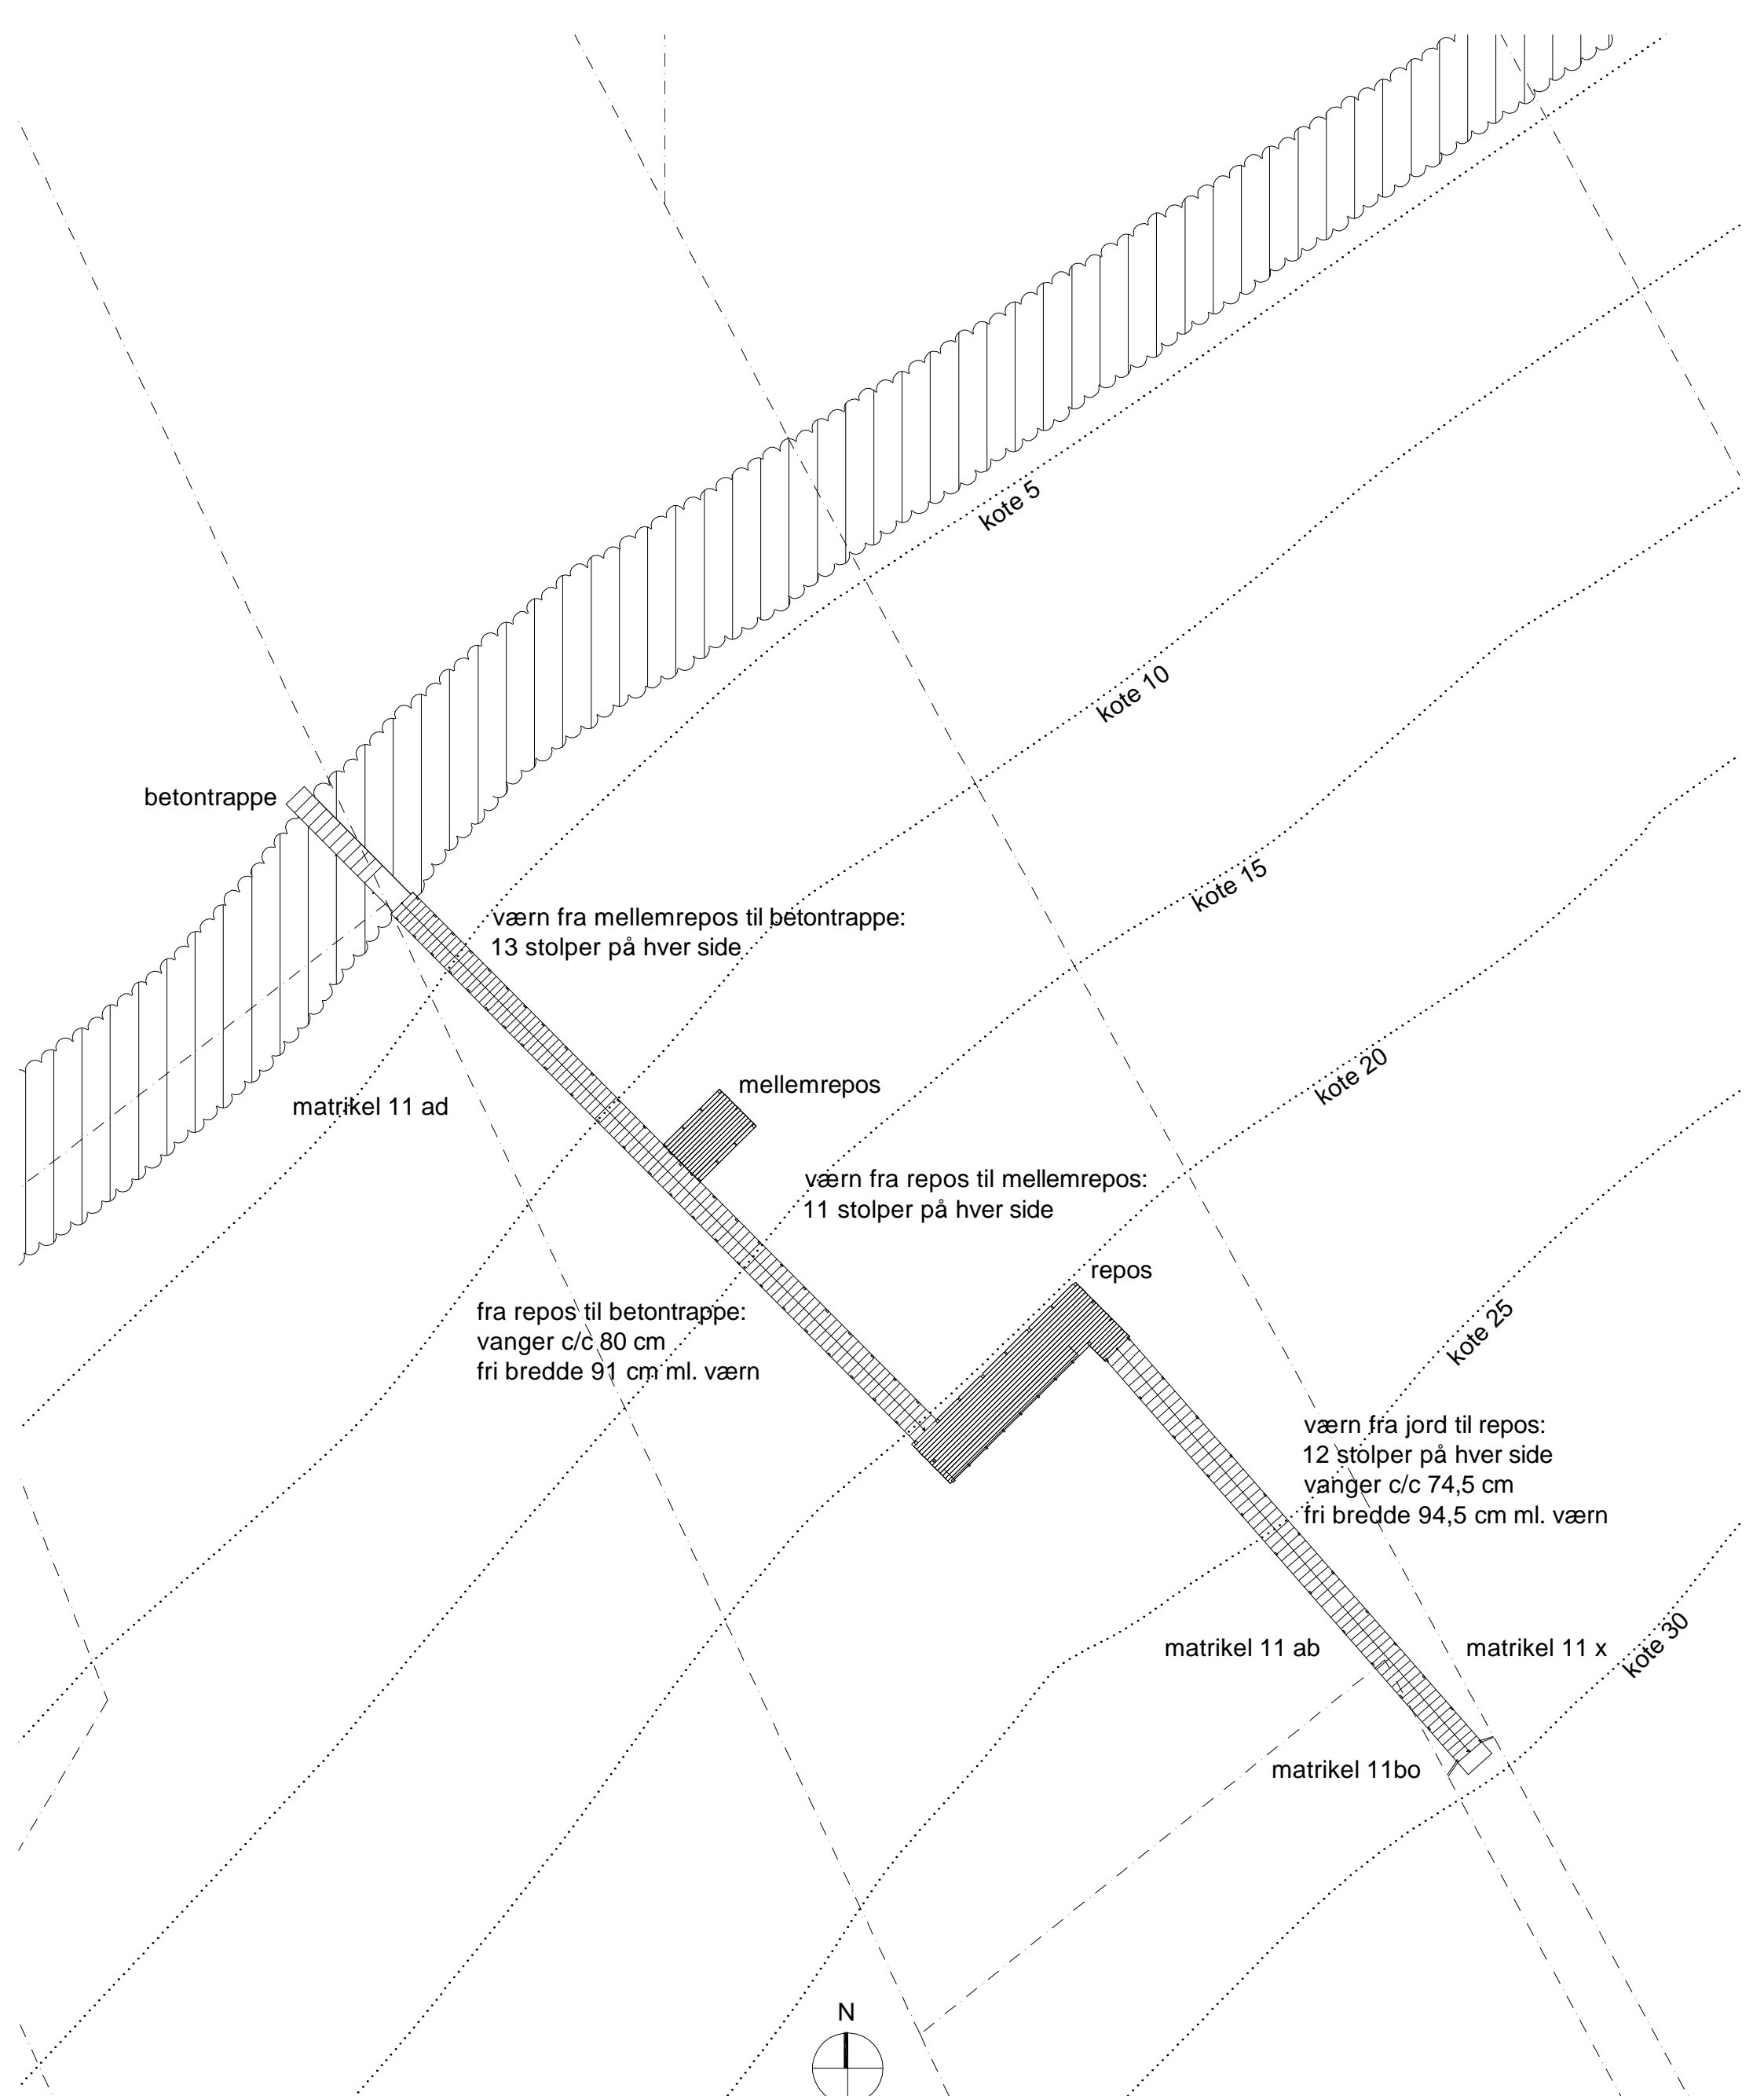 kote 5
kote 10
betontrappe
kote 15
værn fra mellemrepos til betontrappe:
13 stolper på hver side
kote 20
mellemrepos
matrikel 11 ad
værn fra repos til mellemrepos:
11 stolper på hver side
repos
fra repos til betontrappe:
vanger c/c 80 cm
fri bredde 91 cm ml. værn
kote 25
værn fra jord til repos:
12 stolper på hver side
vanger c/c 74,5 cm
fri bredde 94,5 cm ml. værn
matrikel 11 ab
matrikel 11 x
kote 30
matrikel 11bo
N